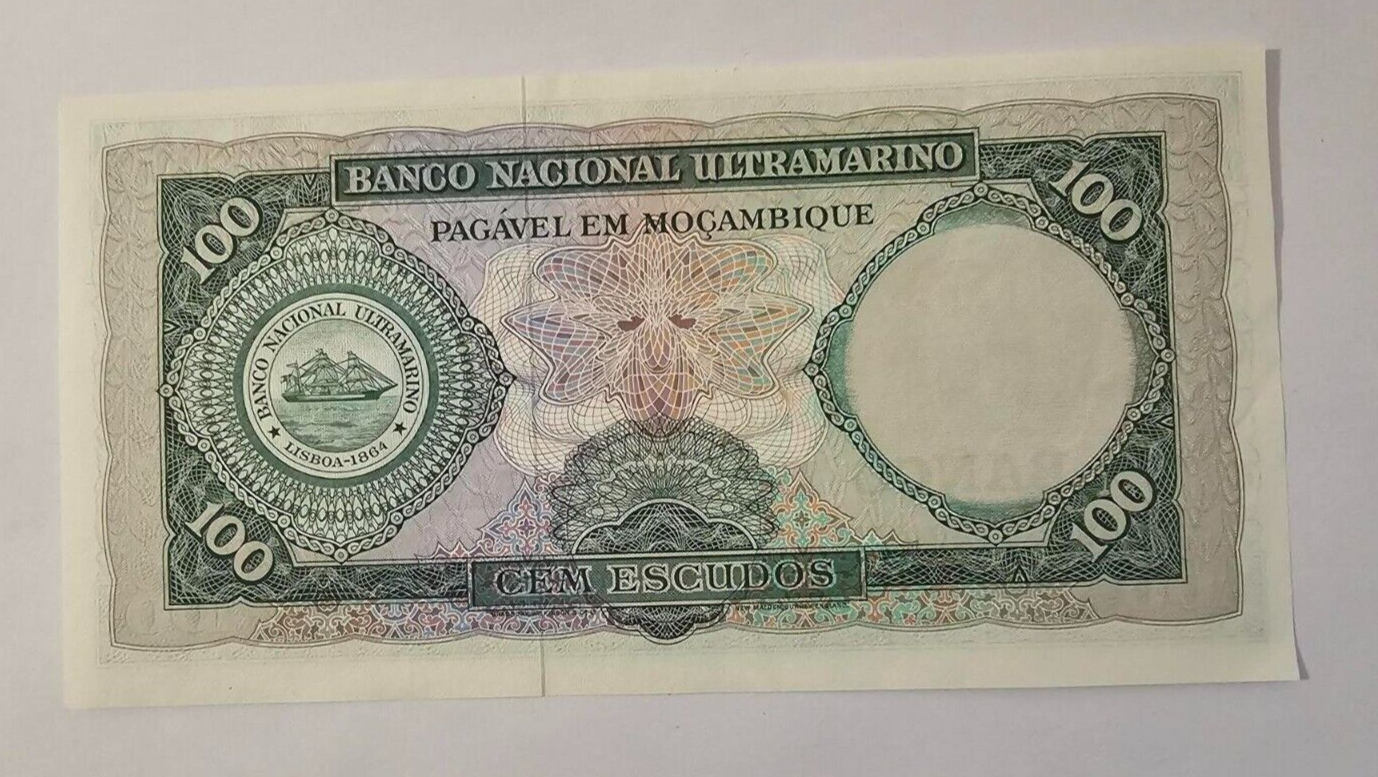 BANCO NACIONAL ULTRAMARINO
PAGÁVEL EM MOÇAMBIQUE
100
100
BANCO NACIONAL ULTRAMARINO
LISBOA-1864
100
100
CEM ESCUDOS